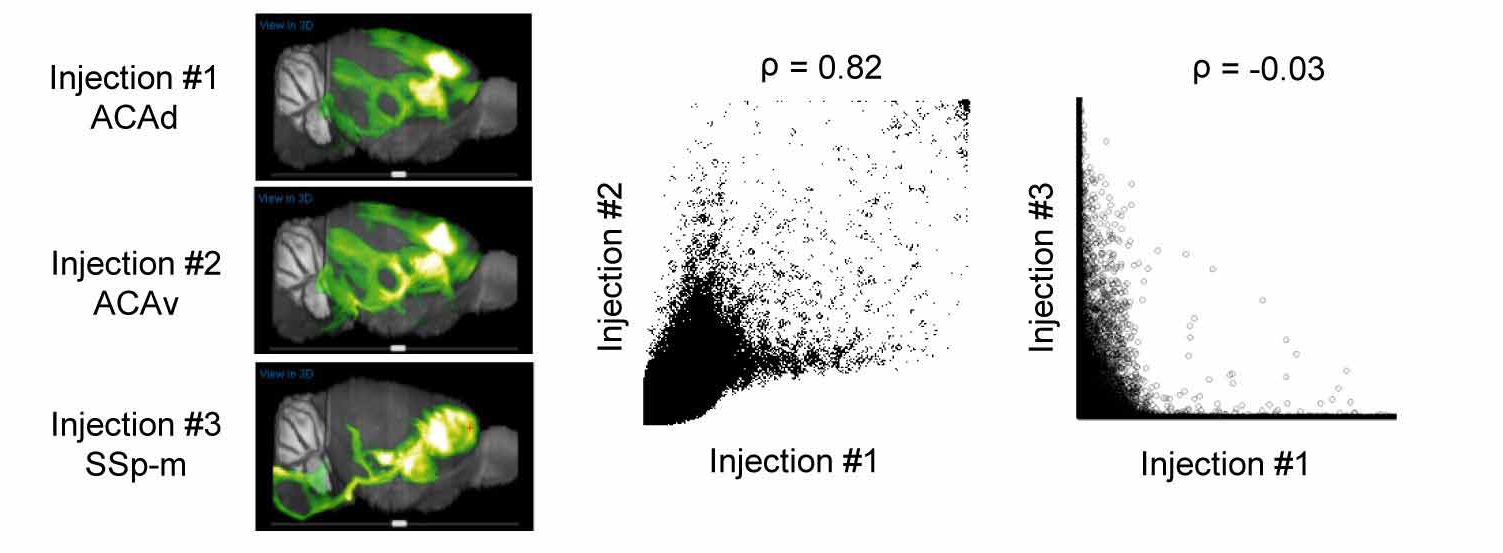 Injection #1
ACAd
View in 3D
Injection #2
ACAv
View in 3D
Injection #3
SSp-m
View in 3D
ρ = 0.82
Injection #2
Injection #1
ρ = -0.03
Injection #3
Injection #1